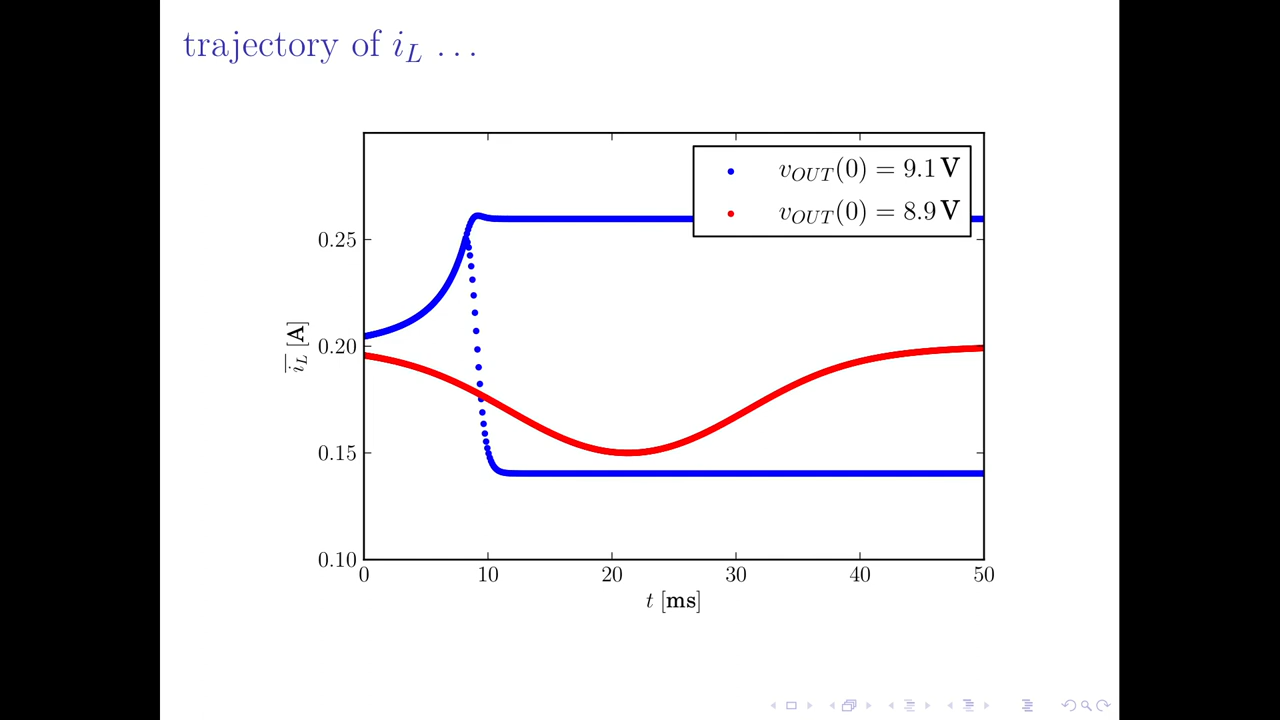 trajectory of i_L ...
v_OUT(0) = 9.1 V
v_OUT(0) = 8.9 V
0.25
0.20
0.15
0.10
i_L [A]
0 10 20 30 40 50
t [ms]